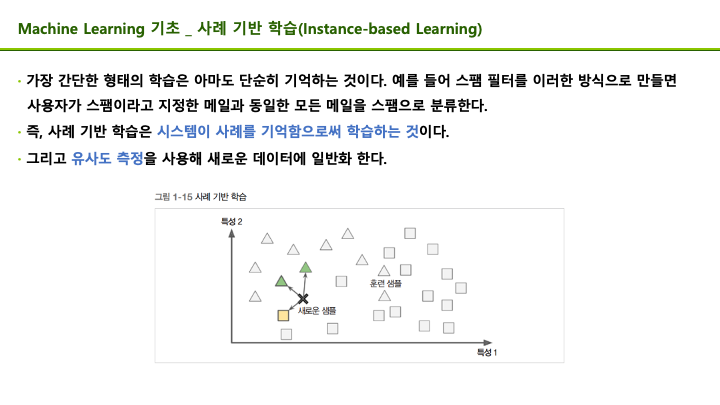 Machine Learning 기초 _ 사례 기반 학습(Instance-based Learning)
· 가장 간단한 형태의 학습은 아마도 단순히 기억하는 것이다. 예를 들어 스팸 필터를 이러한 방식으로 만들면
사용자가 스팸이라고 지정한 메일과 동일한 모든 메일을 스팸으로 분류한다.
· 즉, 사례 기반 학습은 시스템이 사례를 기억함으로써 학습하는 것이다.
· 그리고 유사도 측정을 사용해 새로운 데이터에 일반화 한다.
그림 1-15 사례 기반 학습
특성 2
훈련 샘플
새로운 샘플
특성 1